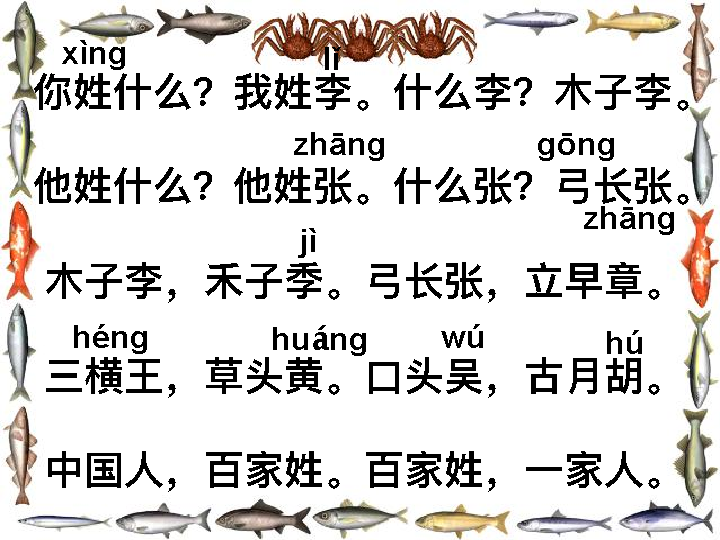 xìng lǐ
你姓什么？我姓李。什么李？木子李。
zhāng gōng
他姓什么？他姓张。什么张？弓长张。
zhāng
jì
木子李，禾子季。弓长张，立早章。
héng huáng wú hú
三横王，草头黄。口头吴，古月胡。
中国人，百家姓。百家姓，一家人。